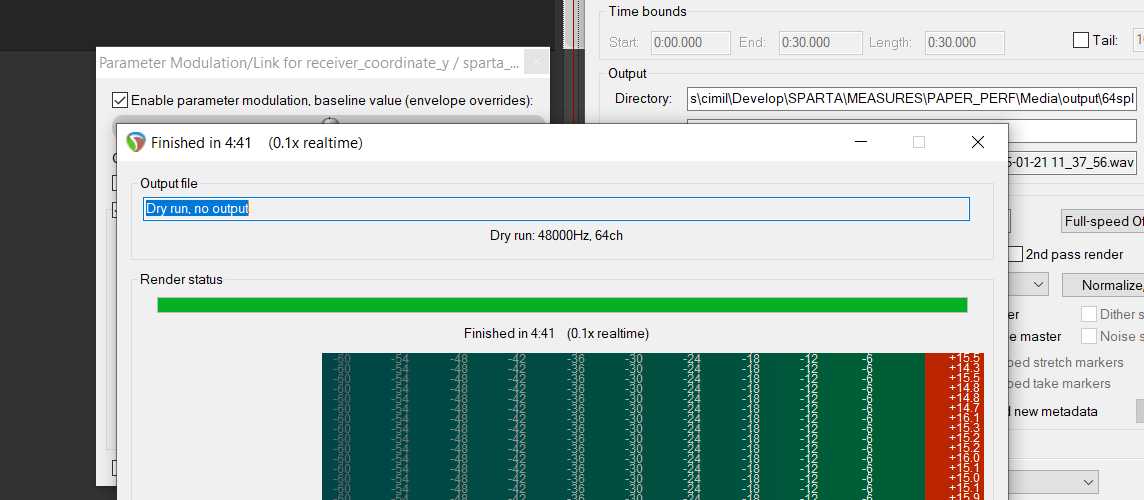 Time bounds
Start: 0:00.000 End: 0:30.000 Length: 0:30.000 Tail:
Parameter Modulation/Link for receiver_coordinate_y / sparta_...
Output
Enable parameter modulation, baseline value (envelope overrides):
Directory: s\cimil\Develop\SPARTA\MEASURES\PAPER_PERF\Media\output\64spl
Finished in 4:41 (0.1x realtime)
-01-21 11_37_56.wav
Output file
Dry run, no output
Full-speed Of
Dry run: 48000Hz, 64ch
2nd pass render
Render status
Normalize,
Finished in 4:41 (0.1x realtime)
er Dither s
e master Noise s
-60 -54 -48 -42 -36 -30 -24 -18 -12 -6 +15.5
ped stretch markers
-60 -54 -48 -42 -36 -30 -24 -18 -12 -6 +14.3
-60 -54 -48 -42 -36 -30 -24 -18 -12 -6 +15.5
ped take markers
-60 -54 -48 -42 -36 -30 -24 -18 -12 -6 +14.8
-60 -54 -48 -42 -36 -30 -24 -18 -12 -6 +14.8
-60 -54 -48 -42 -36 -30 -24 -18 -12 -6 +14.7
d new metadata
-60 -54 -48 -42 -36 -30 -24 -18 -12 -6 +16.1
-60 -54 -48 -42 -36 -30 -24 -18 -12 -6 +15.3
-60 -54 -48 -42 -36 -30 -24 -18 -12 -6 +15.2
-60 -54 -48 -42 -36 -30 -24 -18 -12 -6 +15.2
-60 -54 -48 -42 -36 -30 -24 -18 -12 -6 +16.0
-60 -54 -48 -42 -36 -30 -24 -18 -12 -6 +15.1
-60 -54 -48 -42 -36 -30 -24 -18 -12 -6 +15.0
-60 -54 -48 -42 -36 -30 -24 -18 -12 -6 +15.1
-60 -54 -48 -42 -36 -30 -24 -18 -12 -6 +15.9